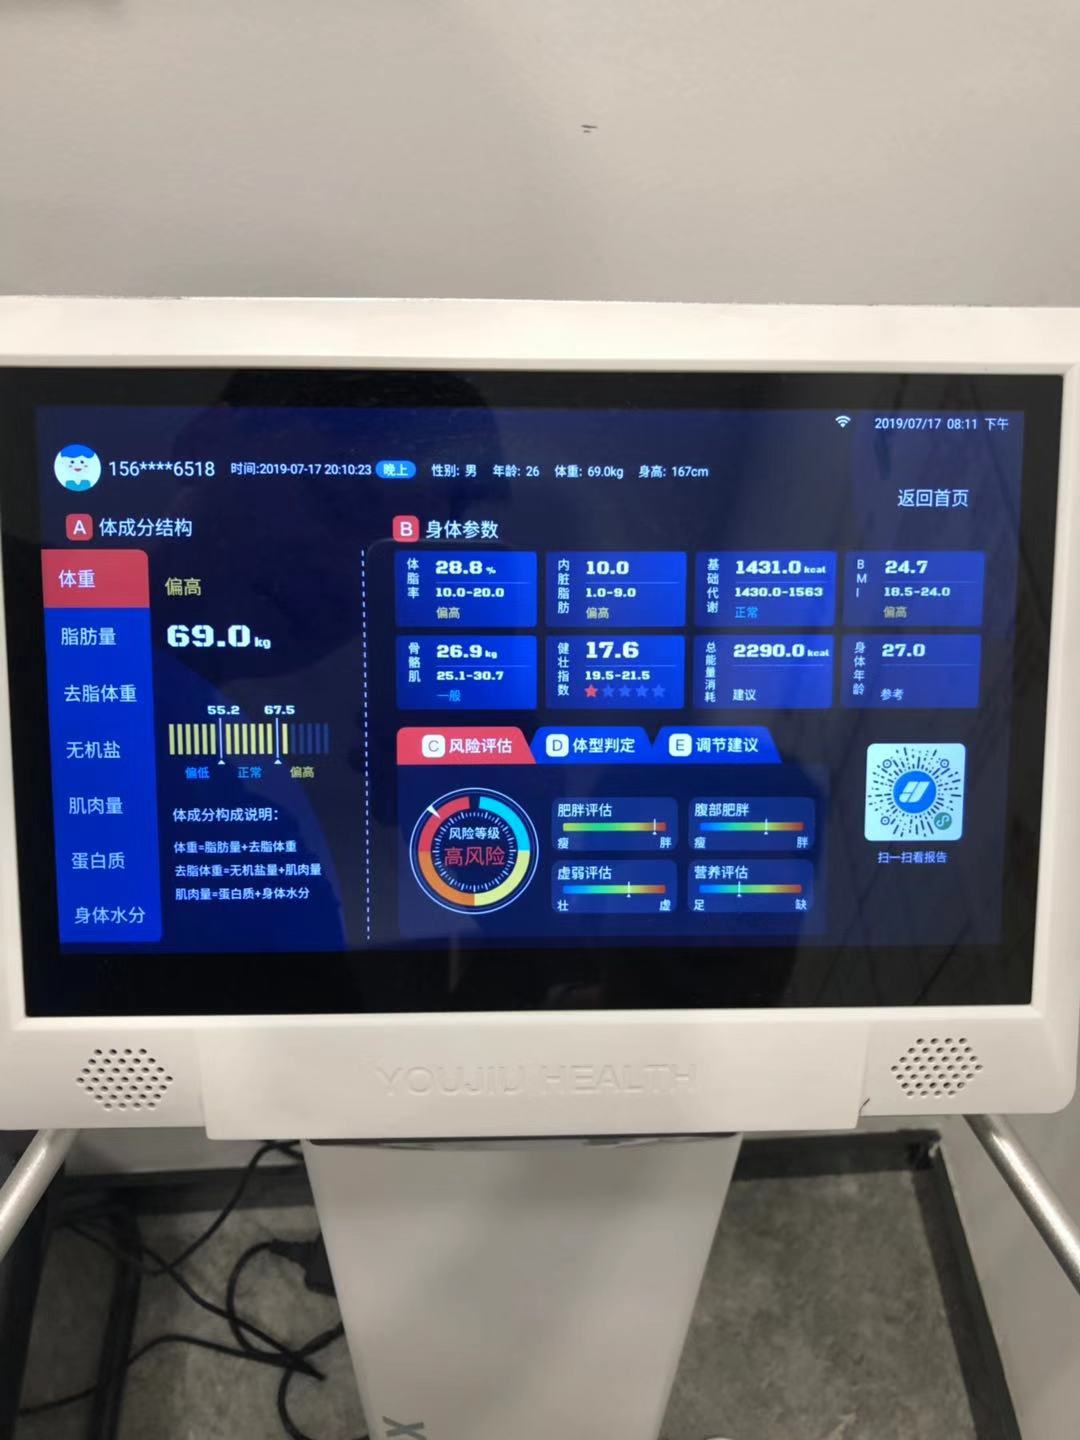 2019/07/17 08:11 下午
156****6518 时间:2019-07-17 20:10:23 晚上 性别: 男 年龄: 26 体重: 69.0kg 身高: 167cm
返回首页
A 体成分结构
体重
脂肪量
去脂体重
无机盐
肌肉量
蛋白质
身体水分
偏高
69.0kg
55.2 67.5
偏低 正常 偏高
体成分构成说明:
体重=脂肪量+去脂体重
去脂体重=无机盐量+肌肉量
肌肉量=蛋白质+身体水分
B 身体参数
体脂率
28.8%
10.0-20.0
偏高
内脏脂肪
10.0
1.0-9.0
偏高
基础代谢
1431.0kcal
1430.0-1563
正常
BMI
24.7
18.5-24.0
偏高
骨骼肌
26.9kg
25.1-30.7
一般
健壮指数
17.6
19.5-21.5
总能量消耗
2290.0kcal
建议
身体年龄
27.0
参考
C 风险评估 D 体型判定 E 调节建议
风险等级
高风险
肥胖评估
瘦 胖
腹部肥胖
瘦 胖
虚弱评估
壮 虚
营养评估
足 缺
扫一扫看报告
YOUJIU HEALTH
X